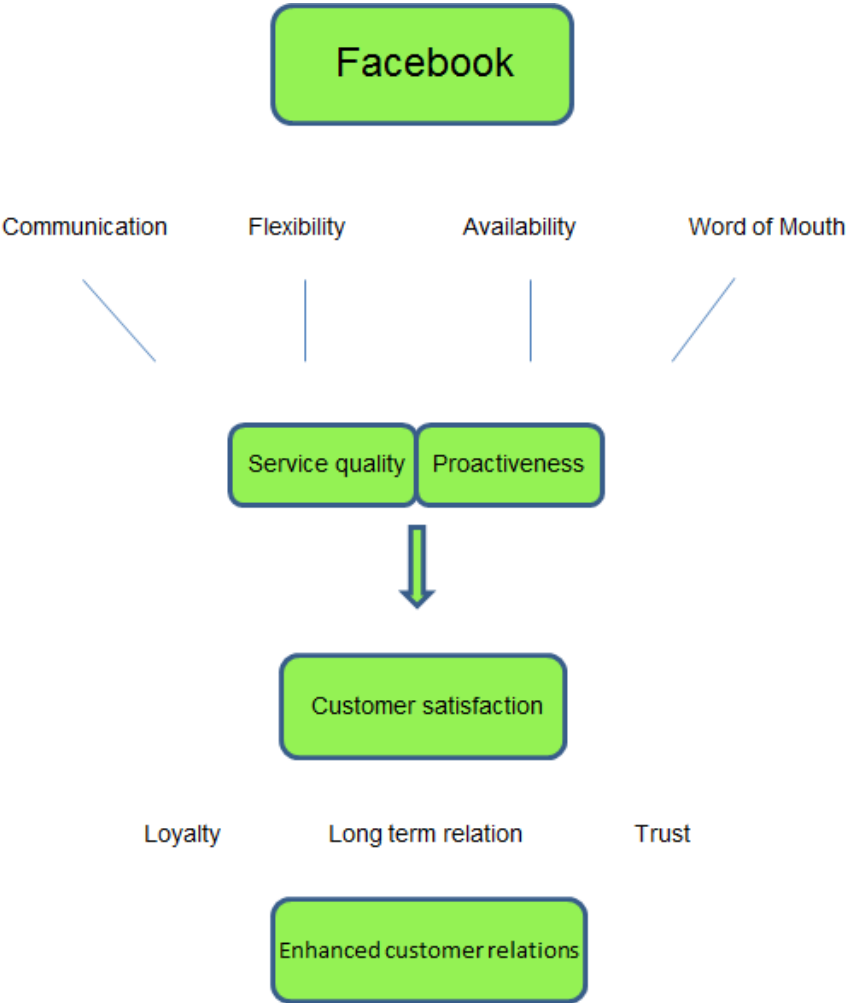 Facebook
Communication Flexibility Availability Word of Mouth
Service quality Proactiveness
Customer satisfaction
Loyalty Long term relation Trust
Enhanced customer relations